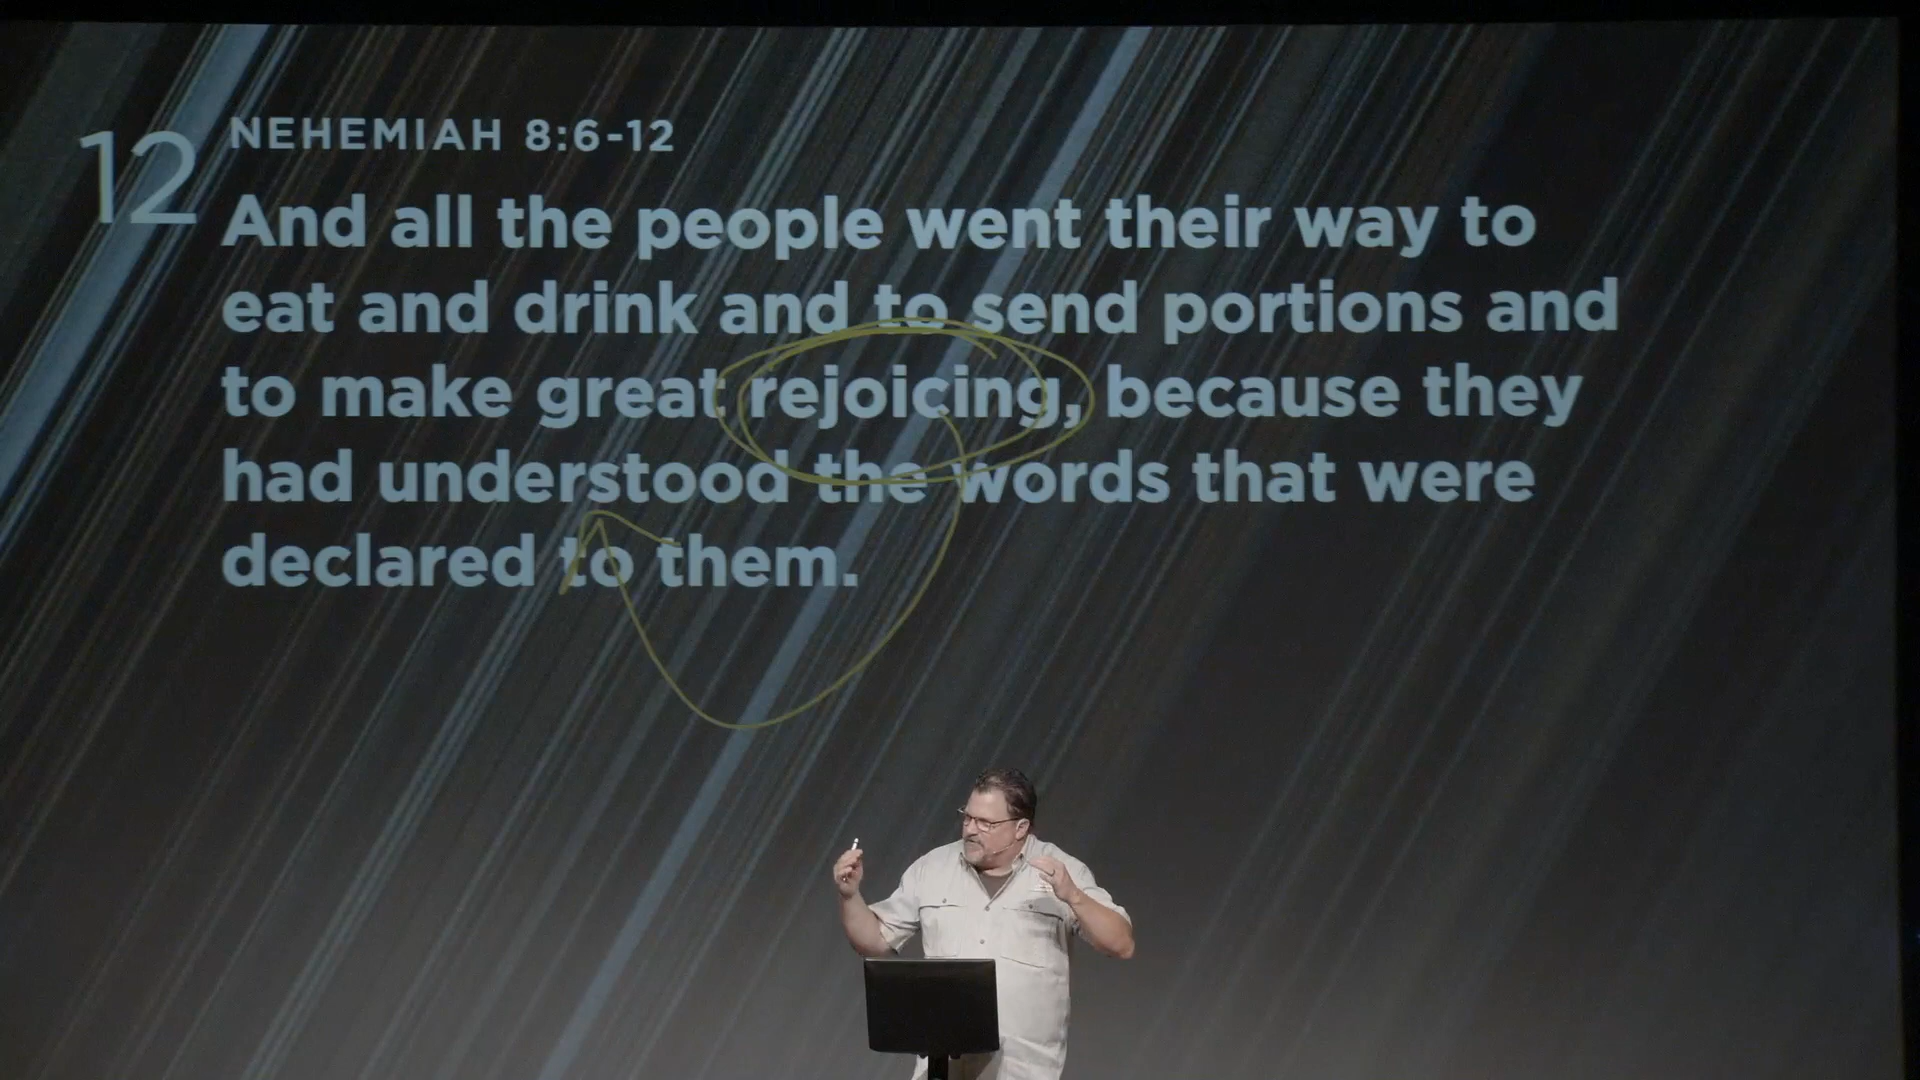 NEHEMIAH 8:6-12
12 And all the people went their way to
eat and drink and to send portions and
to make great rejoicing, because they
had understood the words that were
declared to them.